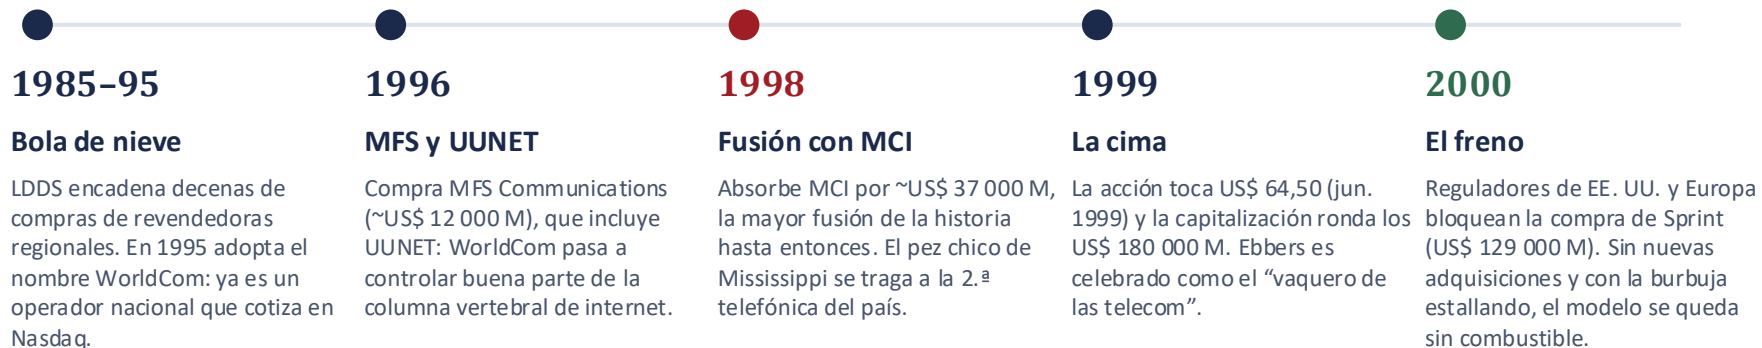 1985–95
Bola de nieve
LDDS encadena decenas de
compras de revendedoras
regionales. En 1995 adopta el
nombre WorldCom: ya es un
operador nacional que cotiza en
Nasdaq.
1996
MFS y UUNET
Compra MFS Communications
(~US$ 12 000 M), que incluye
UUNET: WorldCom pasa a
controlar buena parte de la
columna vertebral de internet.
1998
Fusión con MCI
Absorbe MCI por ~US$ 37 000 M,
la mayor fusión de la historia
hasta entonces. El pez chico de
Mississippi se traga a la 2.ª
telefónica del país.
1999
La cima
La acción toca US$ 64,50 (jun.
1999) y la capitalización ronda los
US$ 180 000 M. Ebbers es
celebrado como el “vaquero de
las telecom”.
2000
El freno
Reguladores de EE. UU. y Europa
bloquean la compra de Sprint
(US$ 129 000 M). Sin nuevas
adquisiciones y con la burbuja
estallando, el modelo se queda
sin combustible.